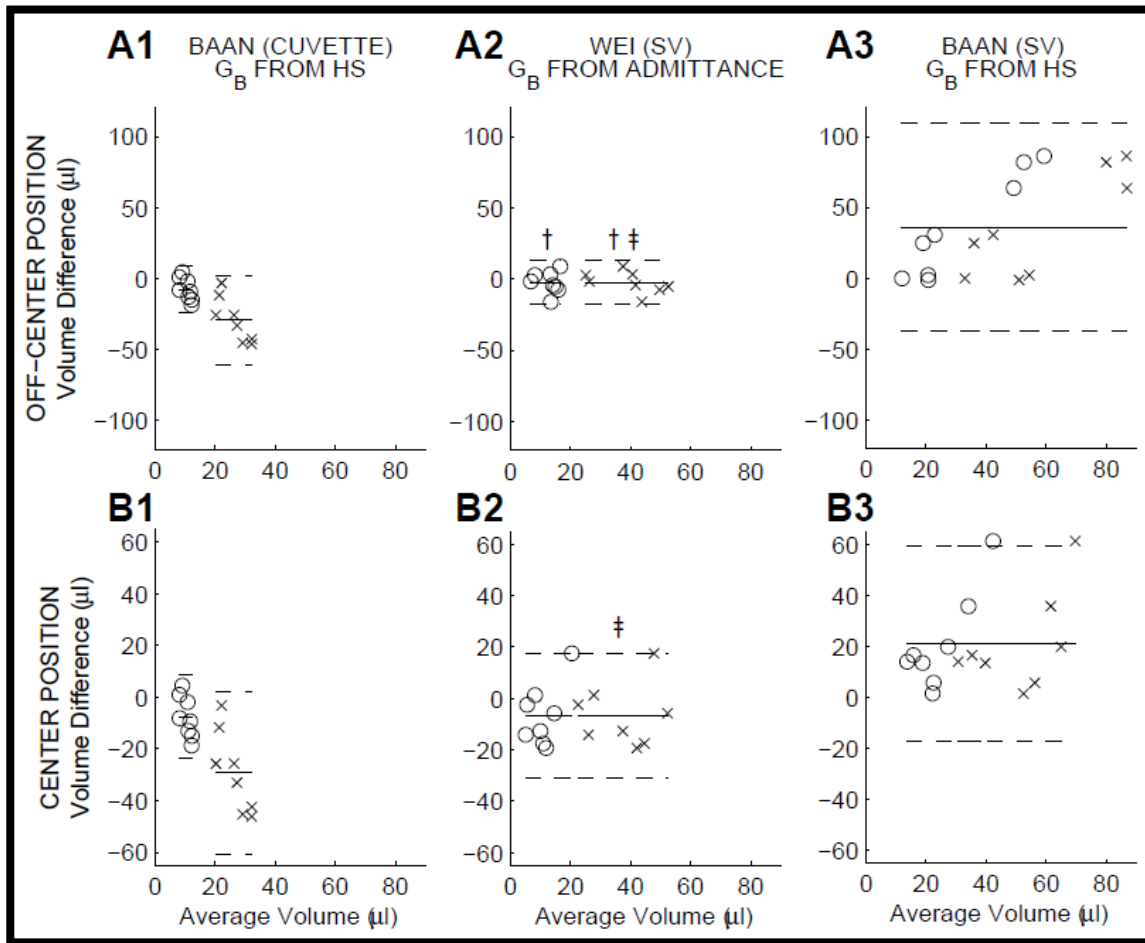 A1 BAAN (CUVETTE)
G_B FROM HS
A2 WEI (SV)
G_B FROM ADMITTANCE
A3 BAAN (SV)
G_B FROM HS
OFF−CENTER POSITION
Volume Difference (µl)
100
50
0
−50
−100
0 20 40 60 80
100
50
0
−50
−100
† † ‡
0 20 40 60 80
100
50
0
−50
−100
0 20 40 60 80
B1
B2
B3
CENTER POSITION
Volume Difference (µl)
60
40
20
0
−20
−40
−60
0 20 40 60 80
Average Volume (µl)
60
40
20
0
−20
−40
−60
‡
0 20 40 60 80
Average Volume (µl)
60
40
20
0
−20
−40
−60
0 20 40 60 80
Average Volume (µl)